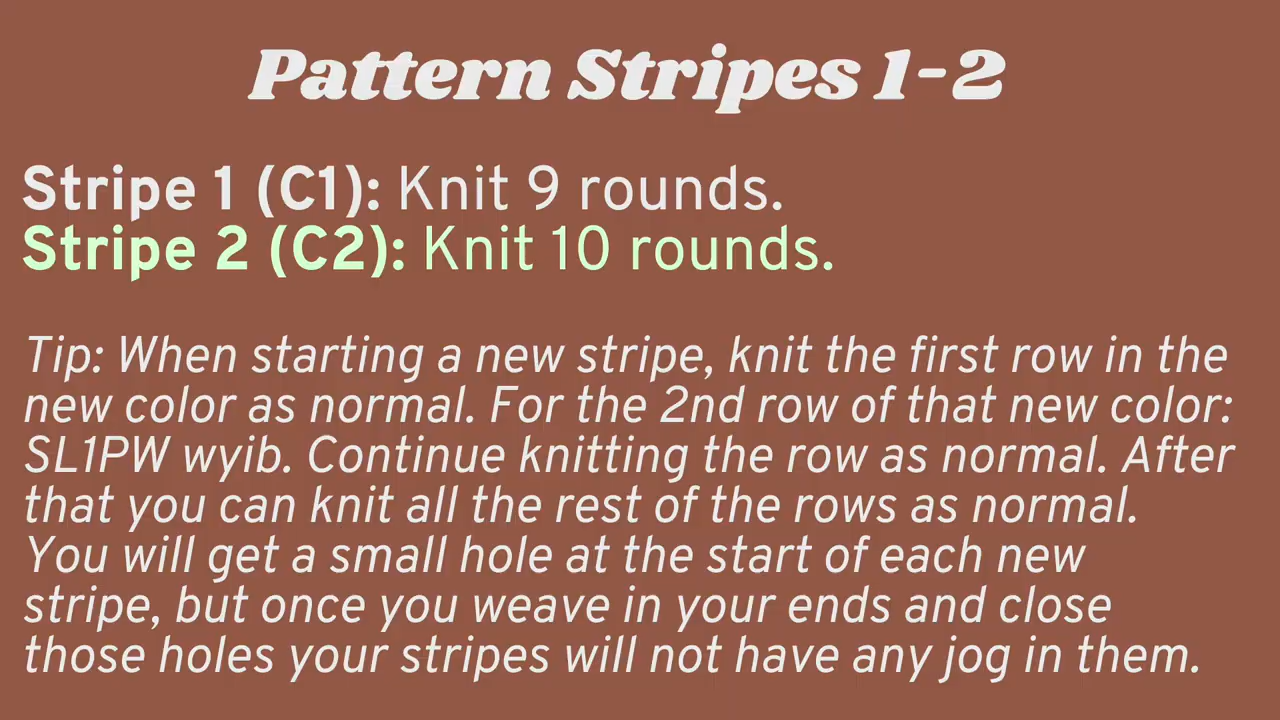 Pattern Stripes 1-2
Stripe 1 (C1): Knit 9 rounds.
Stripe 2 (C2): Knit 10 rounds.
Tip: When starting a new stripe, knit the first row in the
new color as normal. For the 2nd row of that new color:
SL1PW wyib. Continue knitting the row as normal. After
that you can knit all the rest of the rows as normal.
You will get a small hole at the start of each new
stripe, but once you weave in your ends and close
those holes your stripes will not have any jog in them.